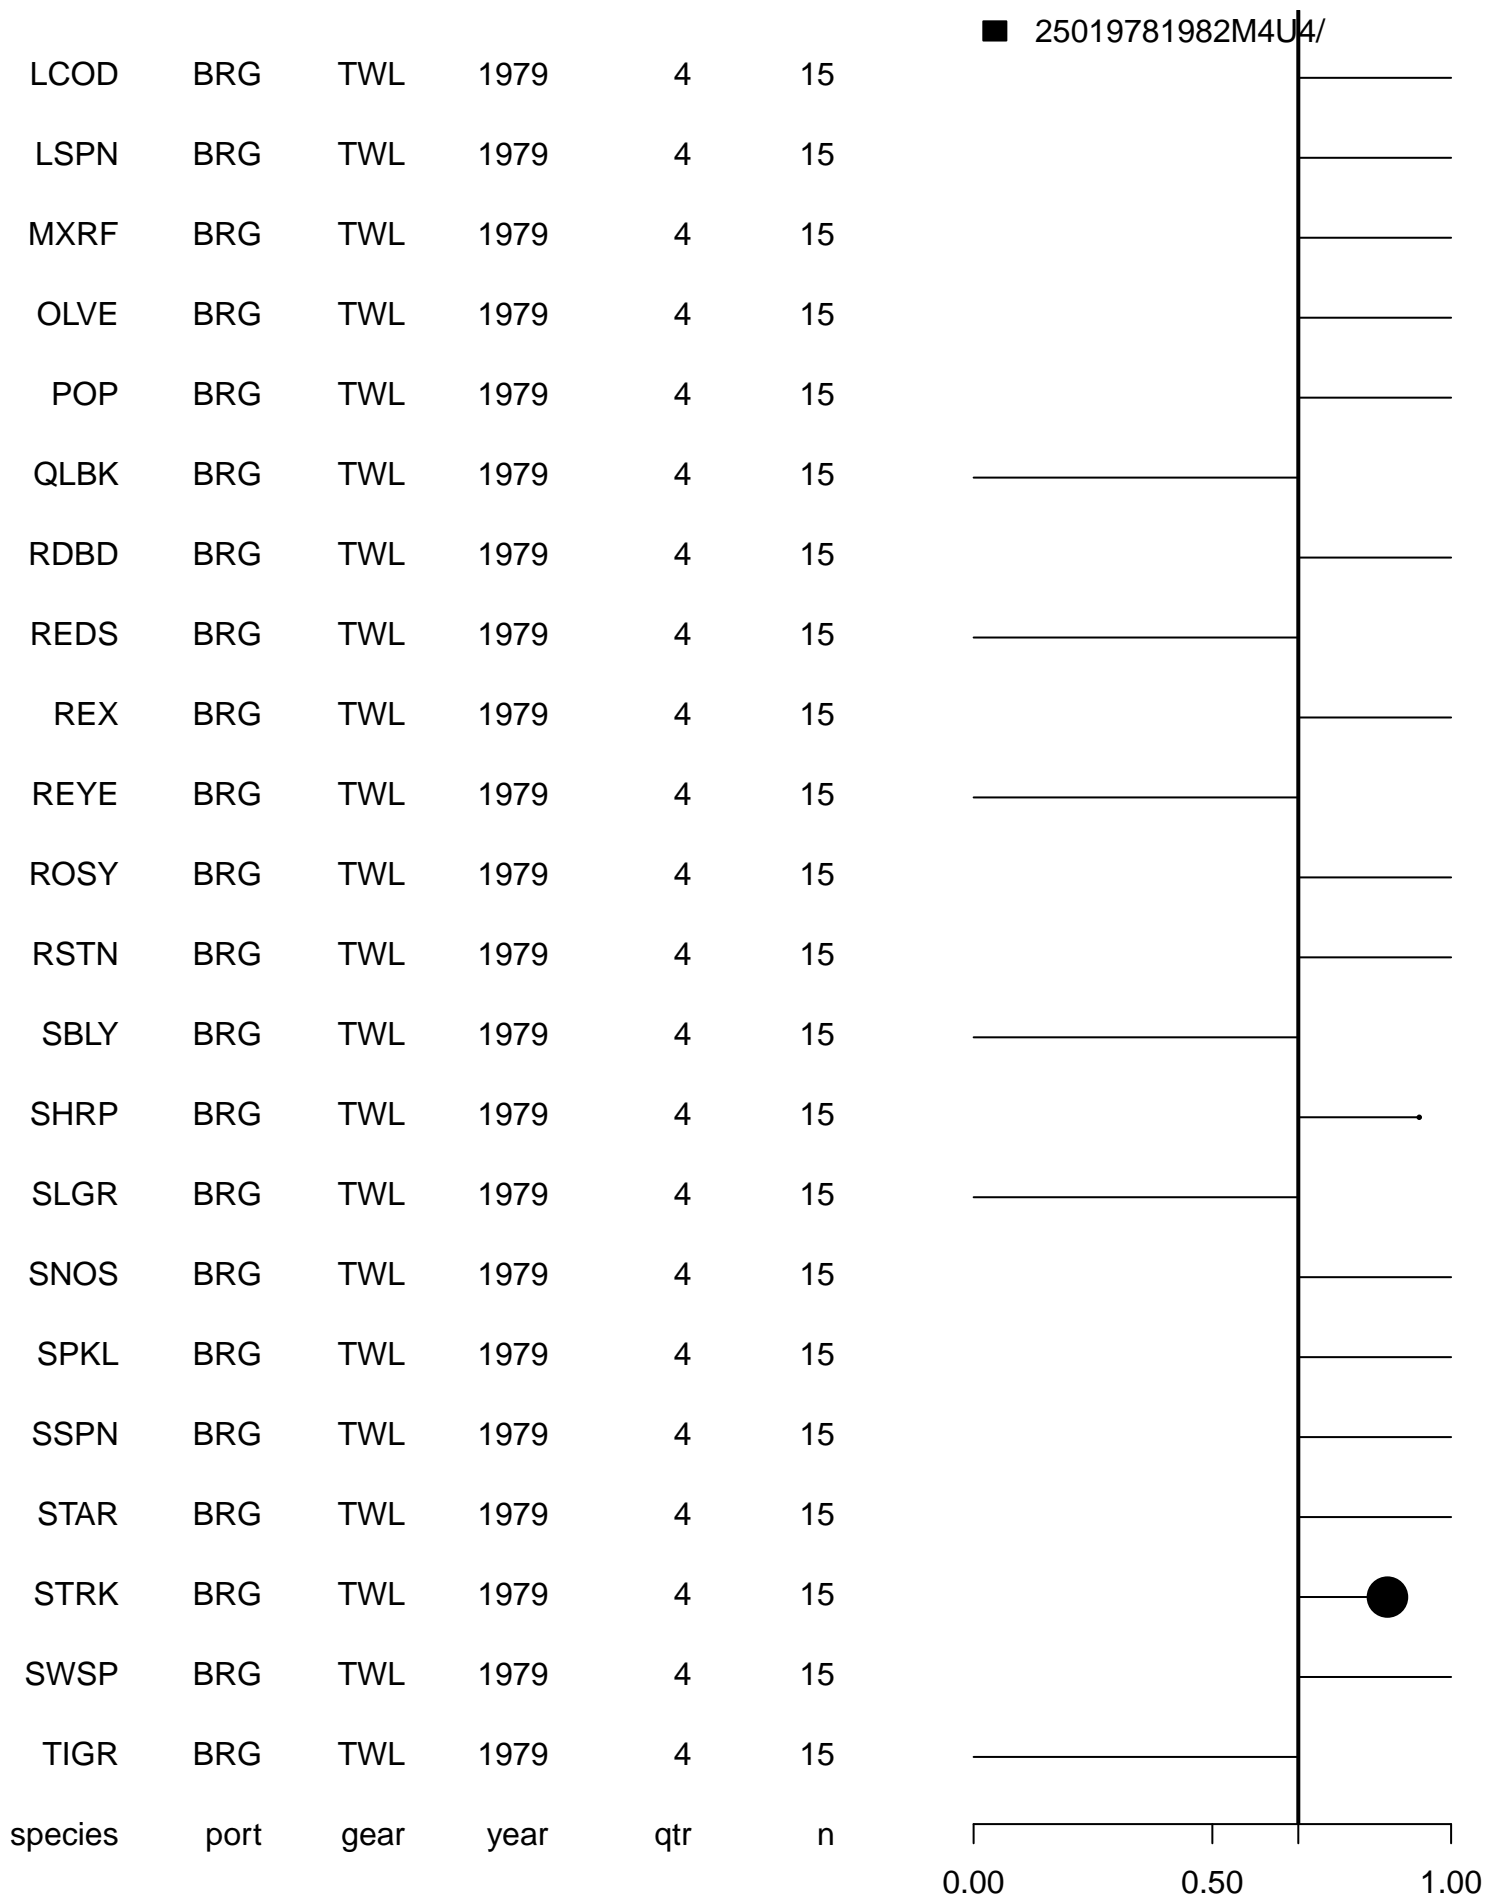 25019781982M4U4/
LCOD BRG TWL 1979 4 15
LSPN BRG TWL 1979 4 15
MXRF BRG TWL 1979 4 15
OLVE BRG TWL 1979 4 15
POP BRG TWL 1979 4 15
QLBK BRG TWL 1979 4 15
RDBD BRG TWL 1979 4 15
REDS BRG TWL 1979 4 15
REX BRG TWL 1979 4 15
REYE BRG TWL 1979 4 15
ROSY BRG TWL 1979 4 15
RSTN BRG TWL 1979 4 15
SBLY BRG TWL 1979 4 15
SHRP BRG TWL 1979 4 15
SLGR BRG TWL 1979 4 15
SNOS BRG TWL 1979 4 15
SPKL BRG TWL 1979 4 15
SSPN BRG TWL 1979 4 15
STAR BRG TWL 1979 4 15
STRK BRG TWL 1979 4 15
SWSP BRG TWL 1979 4 15
TIGR BRG TWL 1979 4 15
species port gear year qtr n
0.00 0.50 1.00